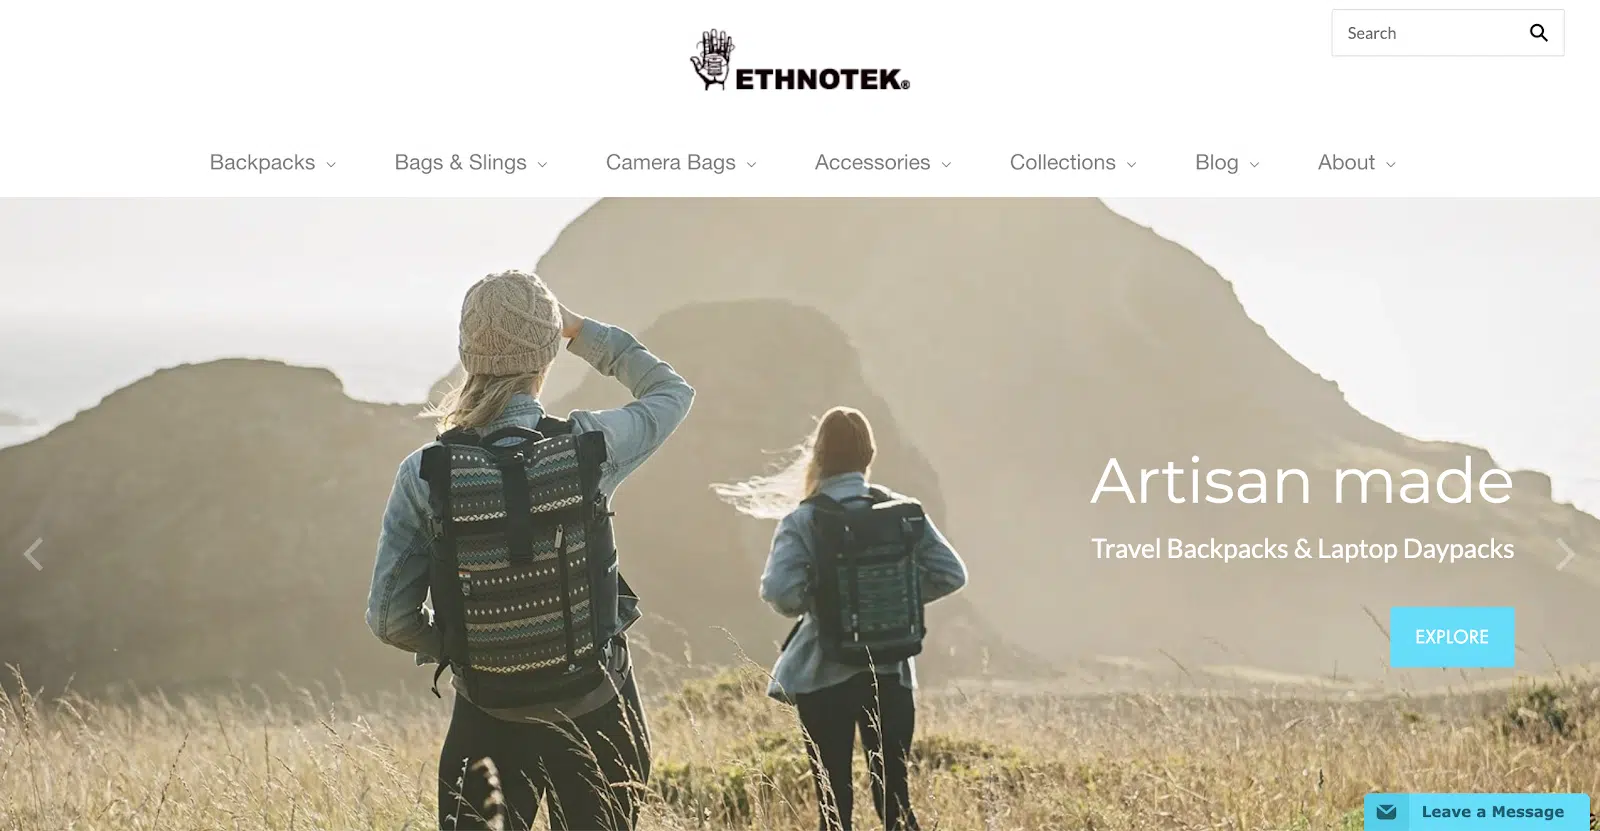 Search
ETHNOTEK®
Backpacks
Bags & Slings
Camera Bags
Accessories
Collections
Blog
About
Artisan made
Travel Backpacks & Laptop Daypacks
EXPLORE
Leave a Message